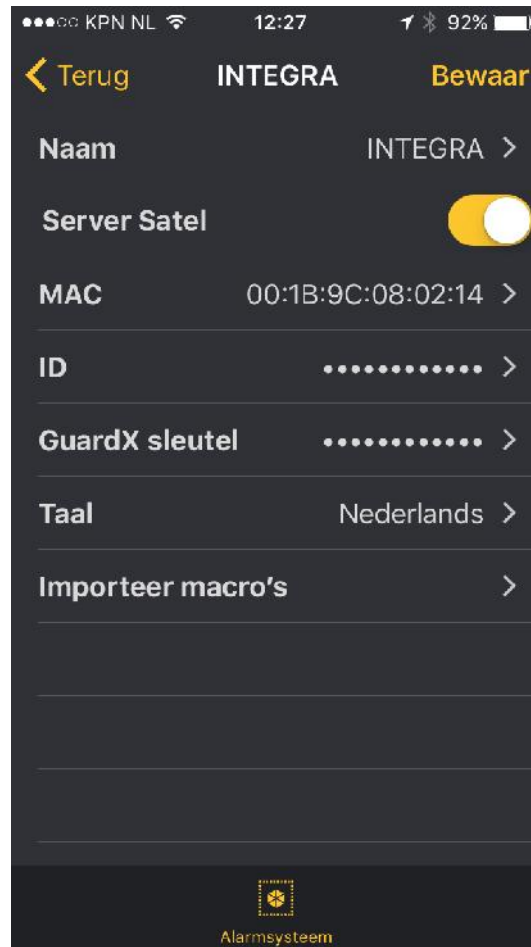 KPN NL 12:27 92%
Terug INTEGRA Bewaar
Naam INTEGRA
Server Satel
MAC 00:1B:9C:08:02:14
ID ••••••••••••
GuardX sleutel ••••••••••••
Taal Nederlands
Importeer macro's
Alarmsysteem